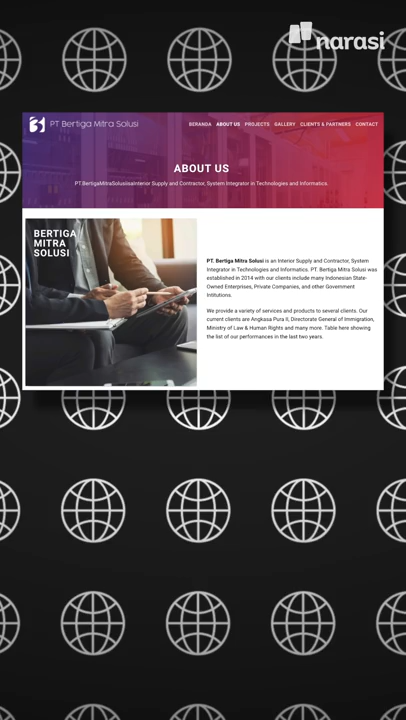 narasi
PT Bertiga Mitra Solusi
BERANDA ABOUT US PROJECTS GALLERY CLIENTS & PARTNERS CONTACT
ABOUT US
PT.BertigaMitraSolusiisaInterior Supply and Contractor, System Integrator in Technologies and Informatics.
BERTIGA
MITRA
SOLUSI
PT. Bertiga Mitra Solusi is an Interior Supply and Contractor, System
Integrator in Technologies and Informatics. PT. Bertiga Mitra Solusi was
established in 2014 with our clients include many Indonesian State-
Owned Enterprises, Private Companies, and other Government
Intitutions.
We provide a variety of services and products to several clients. Our
current clients are Angkasa Pura II, Directorate General of Immigration,
Ministry of Law & Human Rights and many more. Table here showing
the list of our performances in the last two years.